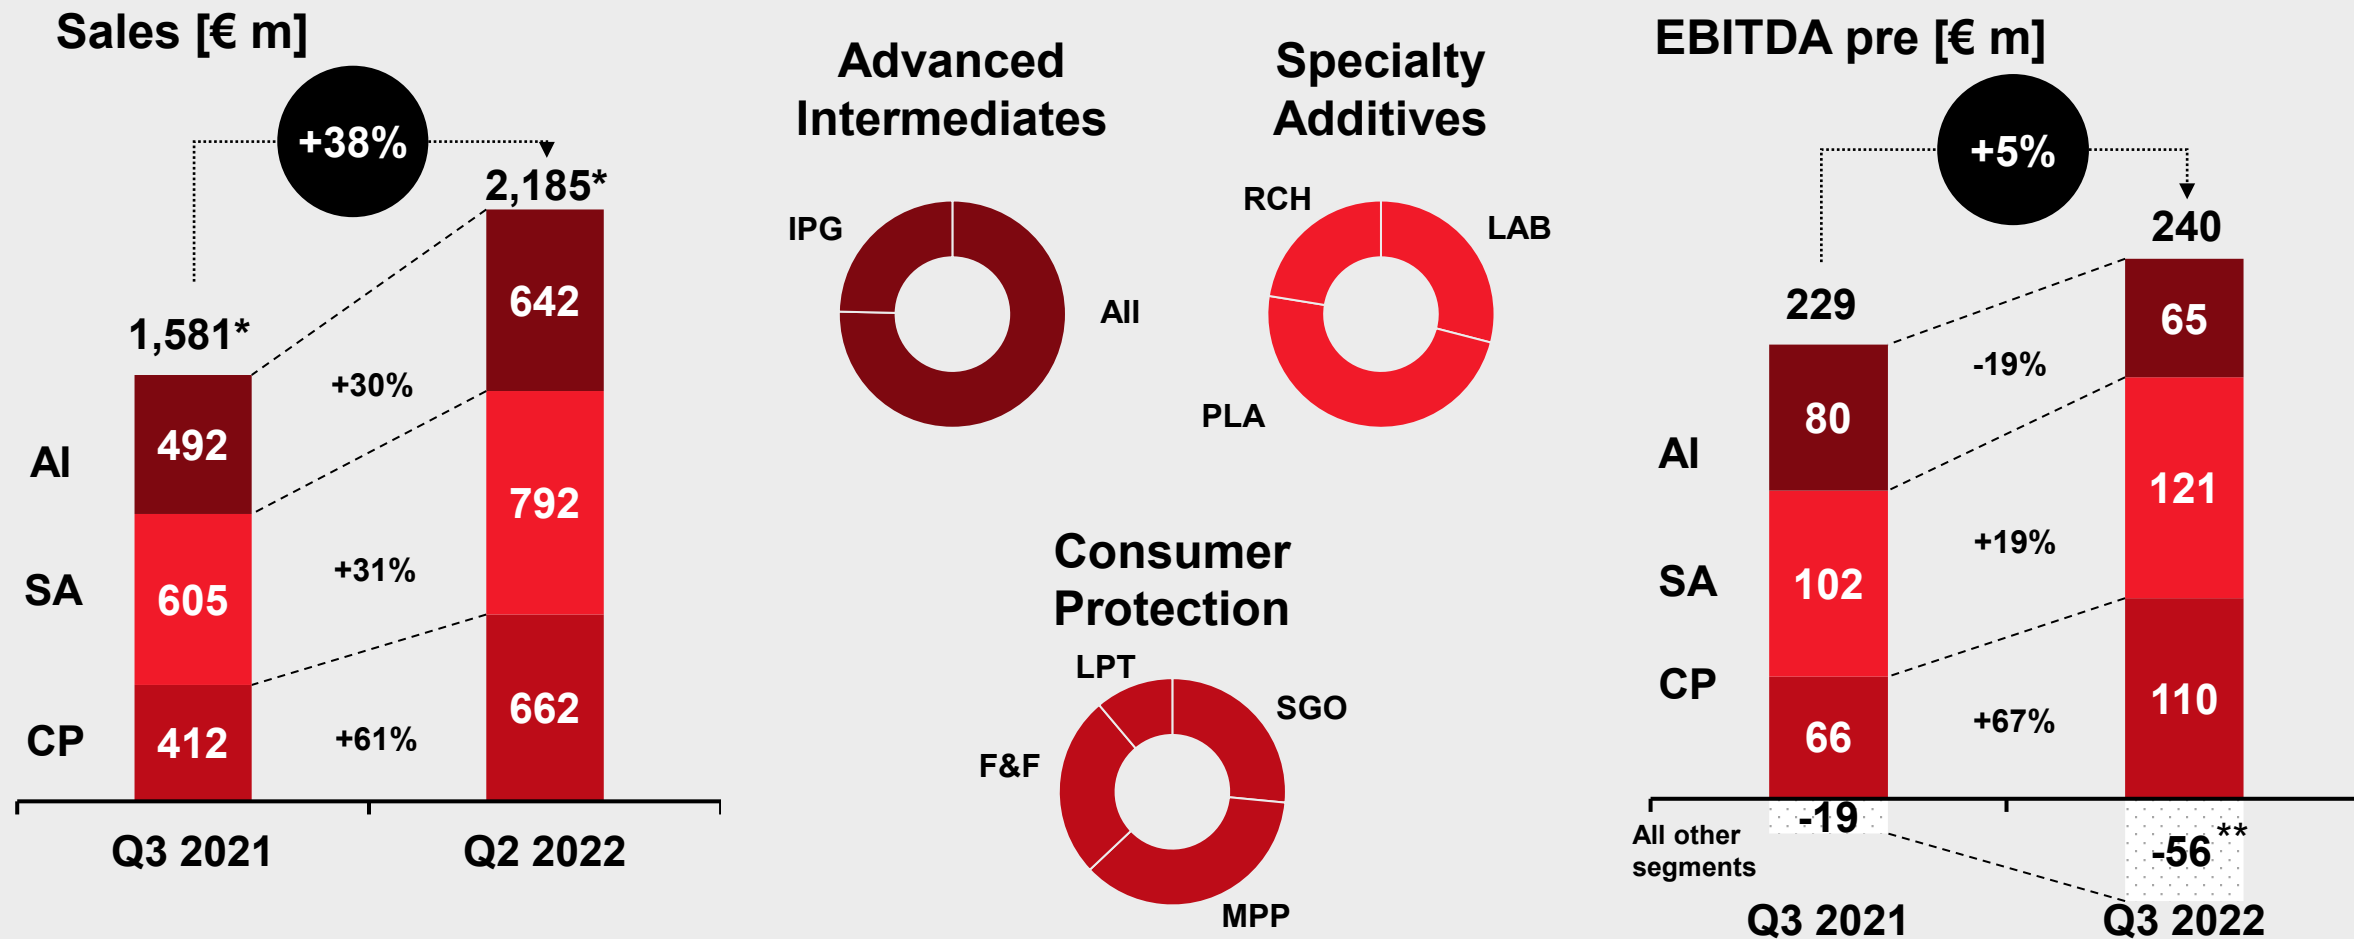 Sales [€ m]
+38%
2,185*
1,581*
642
492
+30%
AI
792
605
+31%
SA
662
412
+61%
CP
Q3 2021
Q2 2022
Advanced
Intermediates
IPG
AII
Specialty
Additives
RCH
LAB
PLA
Consumer
Protection
LPT
SGO
F&F
MPP
EBITDA pre [€ m]
+5%
240
229
65
80
-19%
AI
121
102
+19%
SA
110
66
+67%
CP
-19
-56**
All other
segments
Q3 2021
Q3 2022